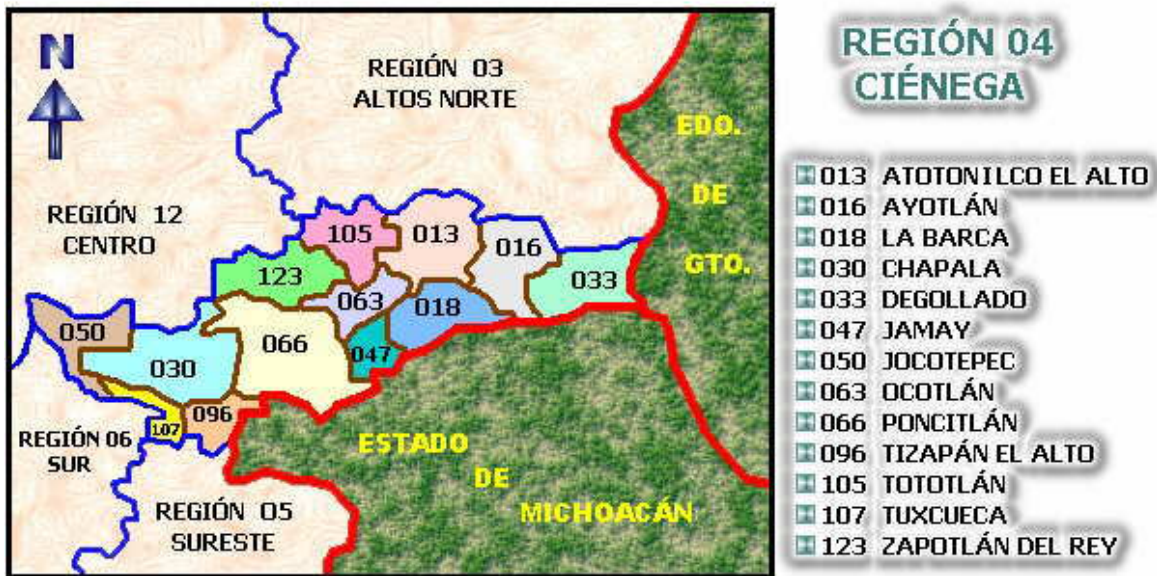 N
REGIÓN 03
ALTOS NORTE
EDO.
DE
GTO.
REGIÓN 12
CENTRO
105
013
016
123
033
063
018
050
066
047
030
096
107
REGIÓN 06
SUR
ESTADO
DE
MICHOACÁN
REGIÓN 05
SURESTE
REGIÓN 04
CIÉNEGA
013 ATOTONILCO EL ALTO
016 AYOTLÁN
018 LA BARCA
030 CHAPALA
033 DEGOLLADO
047 JAMAY
050 JOCOTEPEC
063 OCOTLÁN
066 PONCITLÁN
096 TIZAPÁN EL ALTO
105 TOTOTLÁN
107 TUXCUECA
123 ZAPOTLÁN DEL REY